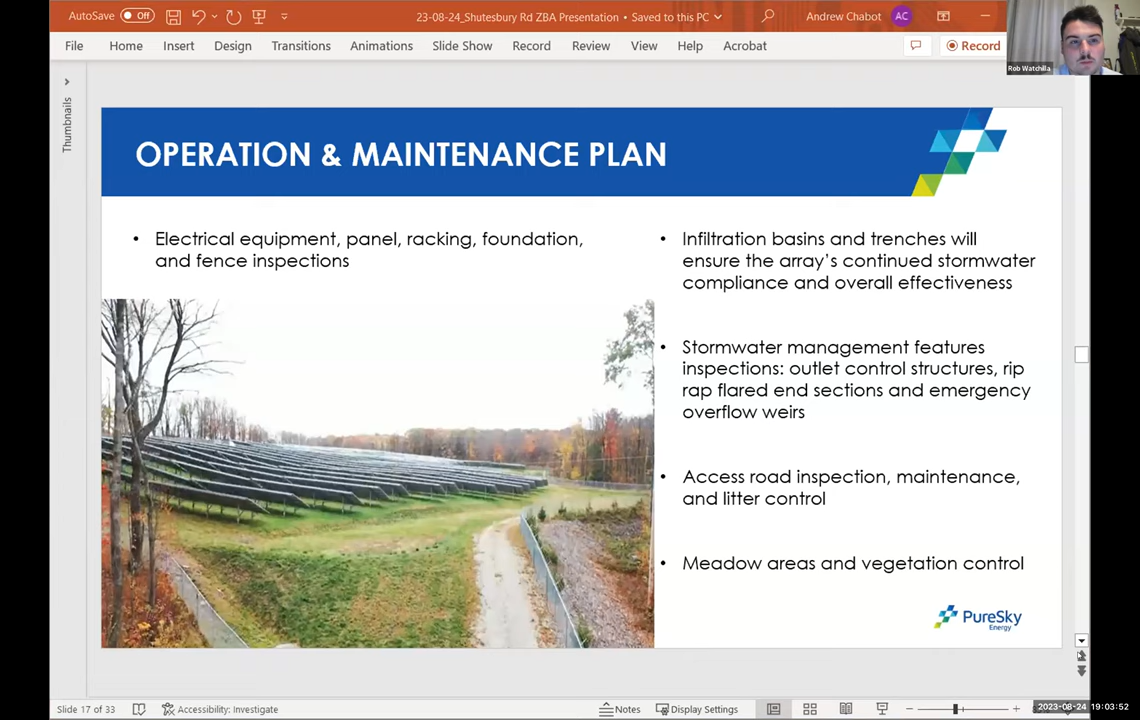 AutoSave Off 23-08-24_Shutesbury Rd ZBA Presentation • Saved to this PC Andrew Chabot AC
File Home Insert Design Transitions Animations Slide Show Record Review View Help Acrobat Record
Rob Watchilla
Thumbnails
OPERATION & MAINTENANCE PLAN
• Electrical equipment, panel, racking, foundation,
and fence inspections
• Infiltration basins and trenches will
ensure the array's continued stormwater
compliance and overall effectiveness
• Stormwater management features
inspections: outlet control structures, rip
rap flared end sections and emergency
overflow weirs
• Access road inspection, maintenance,
and litter control
• Meadow areas and vegetation control
PureSky
Energy
Slide 17 of 33 Accessibility: Investigate Notes Display Settings 2023-08-24 19:03:52